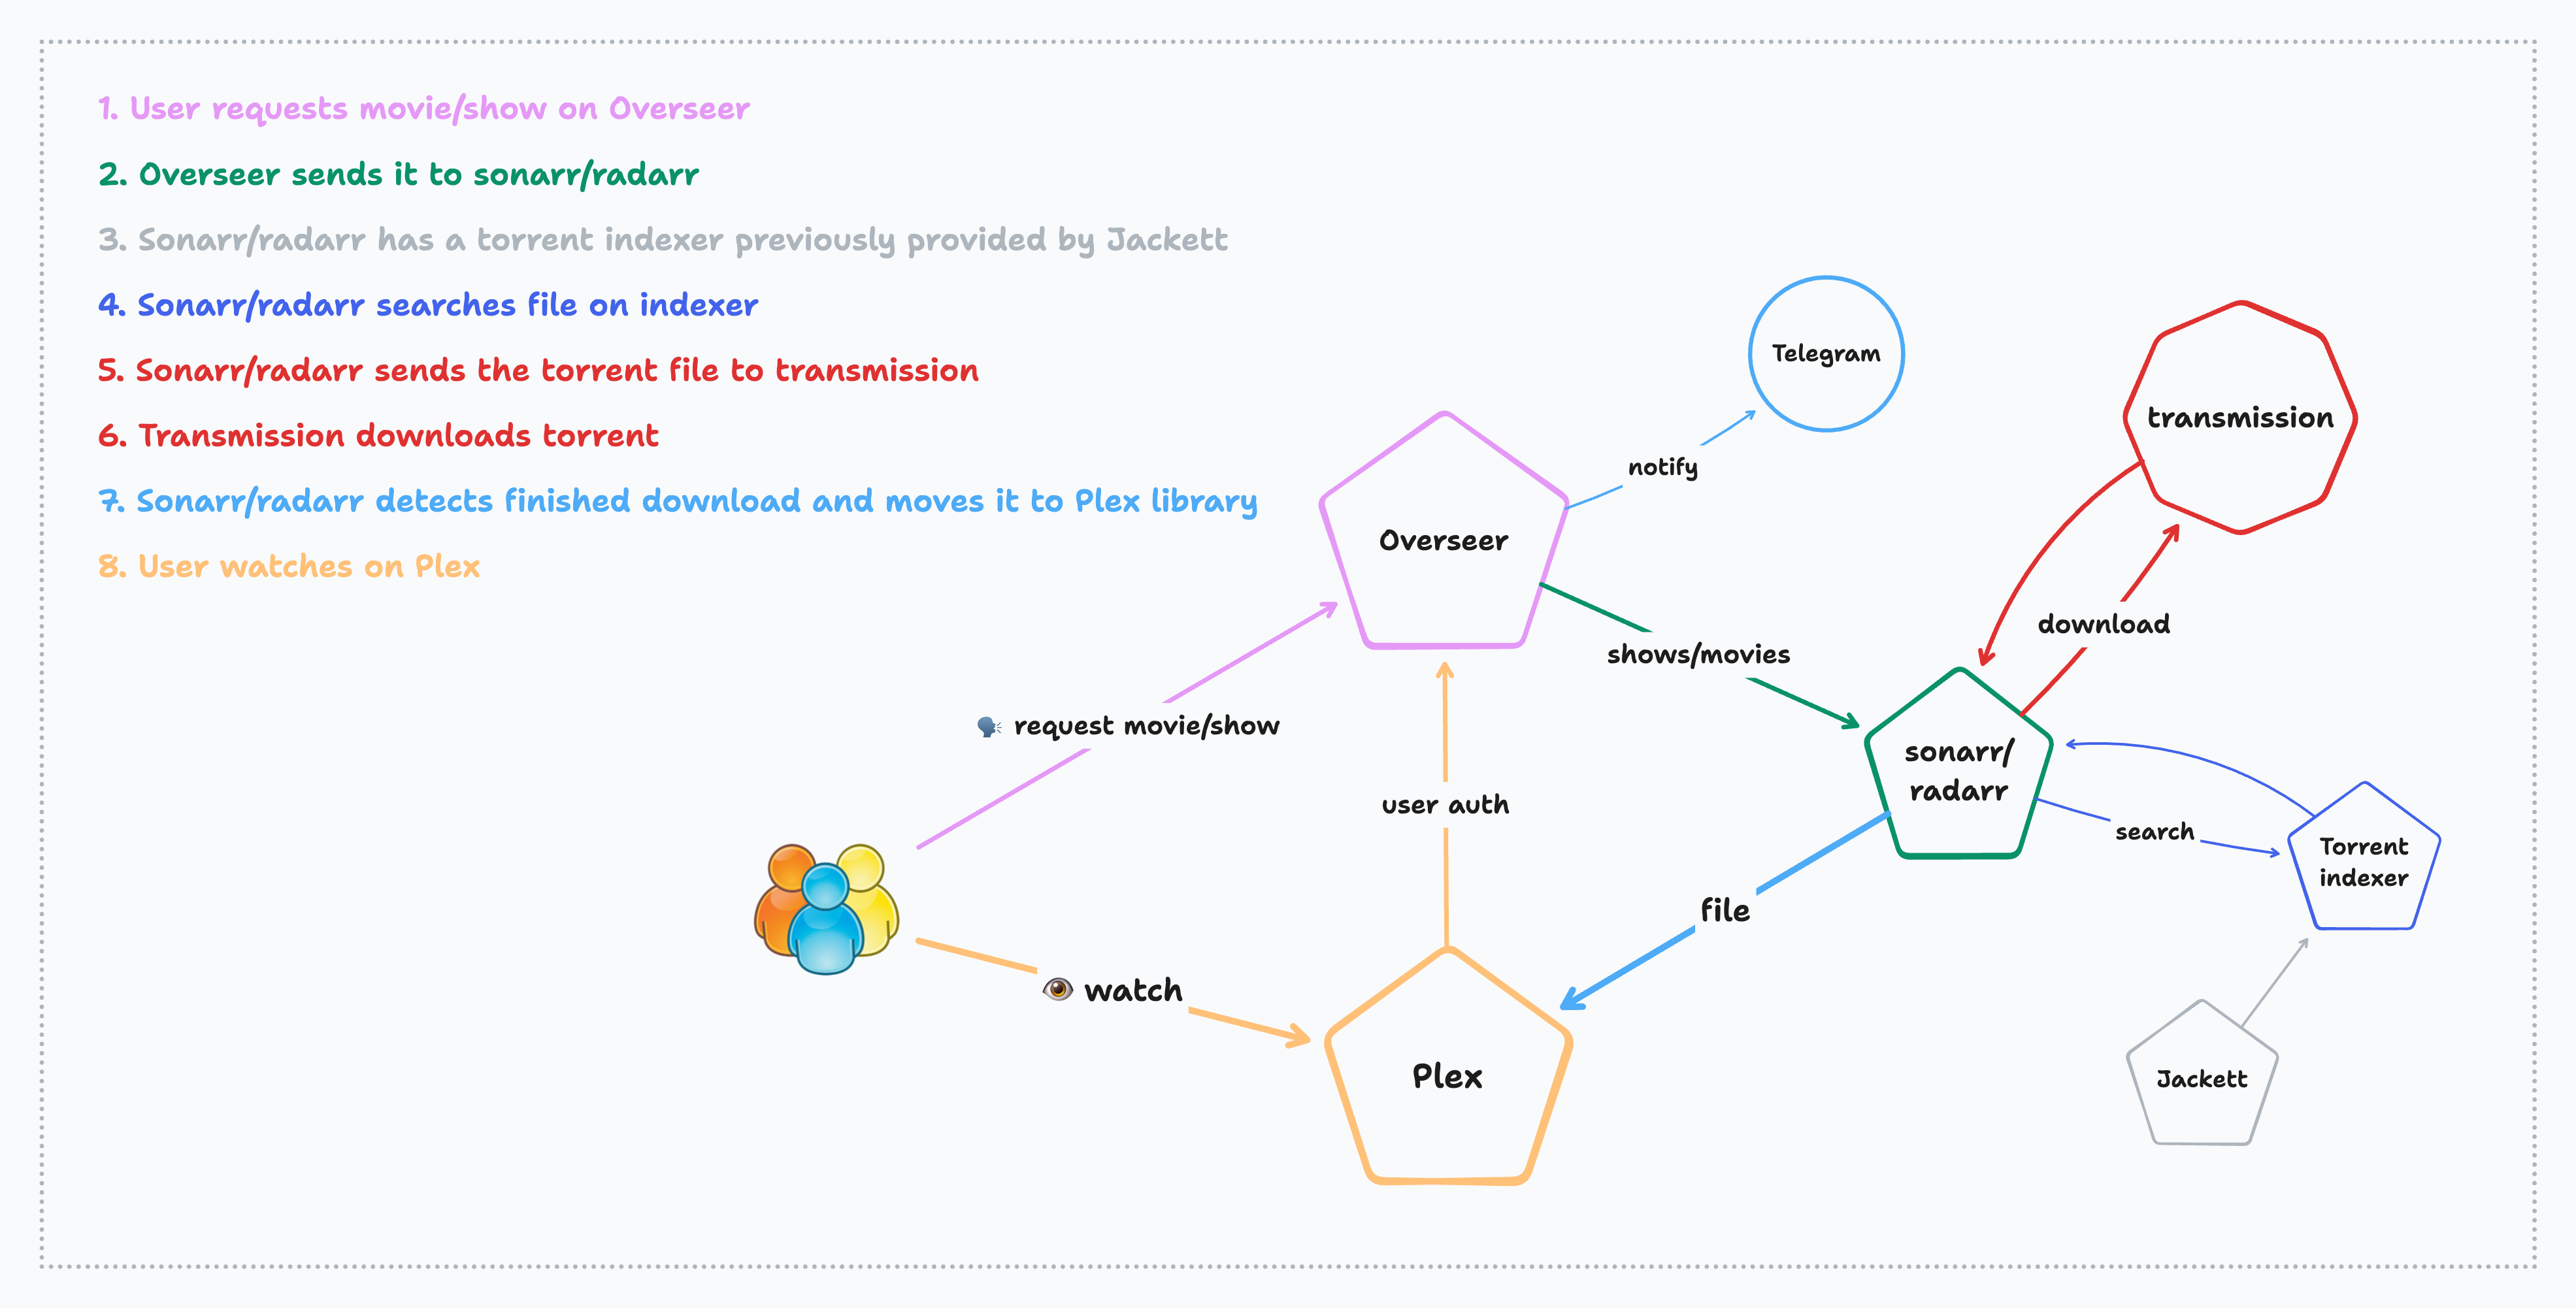 1. User requests movie/show on Overseer
2. Overseer sends it to sonarr/radarr
3. Sonarr/radarr has a torrent indexer previously provided by Jackett
4. Sonarr/radarr searches file on indexer
5. Sonarr/radarr sends the torrent file to transmission
6. Transmission downloads torrent
7. Sonarr/radarr detects finished download and moves it to Plex library
8. User watches on Plex
Telegram
transmission
notify
Overseer
download
shows/movies
request movie/show
sonarr/
radarr
user auth
search
Torrent
indexer
file
watch
Plex
Jackett